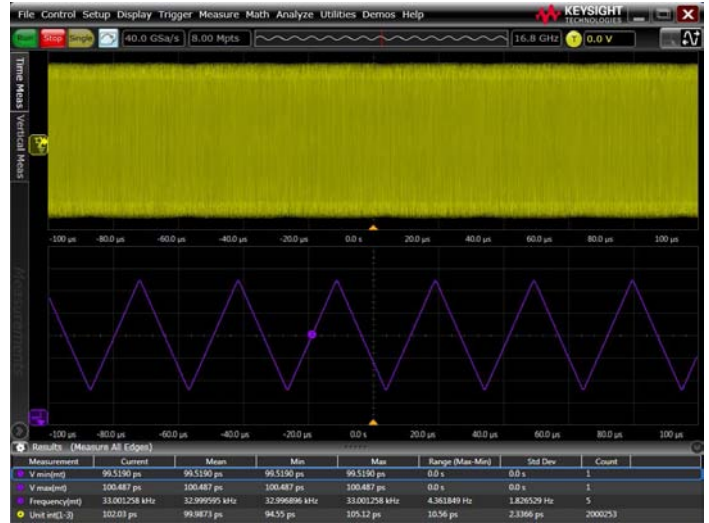 File Control Setup Display Trigger Measure Math Analyze Utilities Demos Help
KEYSIGHT
TECHNOLOGIES
Run Stop Single 40.0 GSa/s 8.00 Mpts 16.8 GHz T 0.0 V
Time Meas
Vertical Meas
Measurements
-100 µs -80.0 µs -60.0 µs -40.0 µs -20.0 µs 0.0 s 20.0 µs 40.0 µs 60.0 µs 80.0 µs 100 µs
-100 µs -80.0 µs -60.0 µs -40.0 µs -20.0 µs 0.0 s 20.0 µs 40.0 µs 60.0 µs 80.0 µs 100 µs
Results (Measure All Edges)
Measurement Current Mean Min Max Range (Max-Min) Std Dev Count
V min(mt) 99.5190 ps 99.5190 ps 99.5190 ps 99.5190 ps 0.0 s 0.0 s 1
V max(mt) 100.487 ps 100.487 ps 100.487 ps 100.487 ps 0.0 s 0.0 s 1
Frequency(mt) 33.001258 kHz 32.999595 kHz 32.996896 kHz 33.001258 kHz 4.361849 Hz 1.826529 Hz 5
Unit int(1-3) 102.03 ps 99.9873 ps 94.55 ps 105.12 ps 10.56 ps 2.3366 ps 2000253